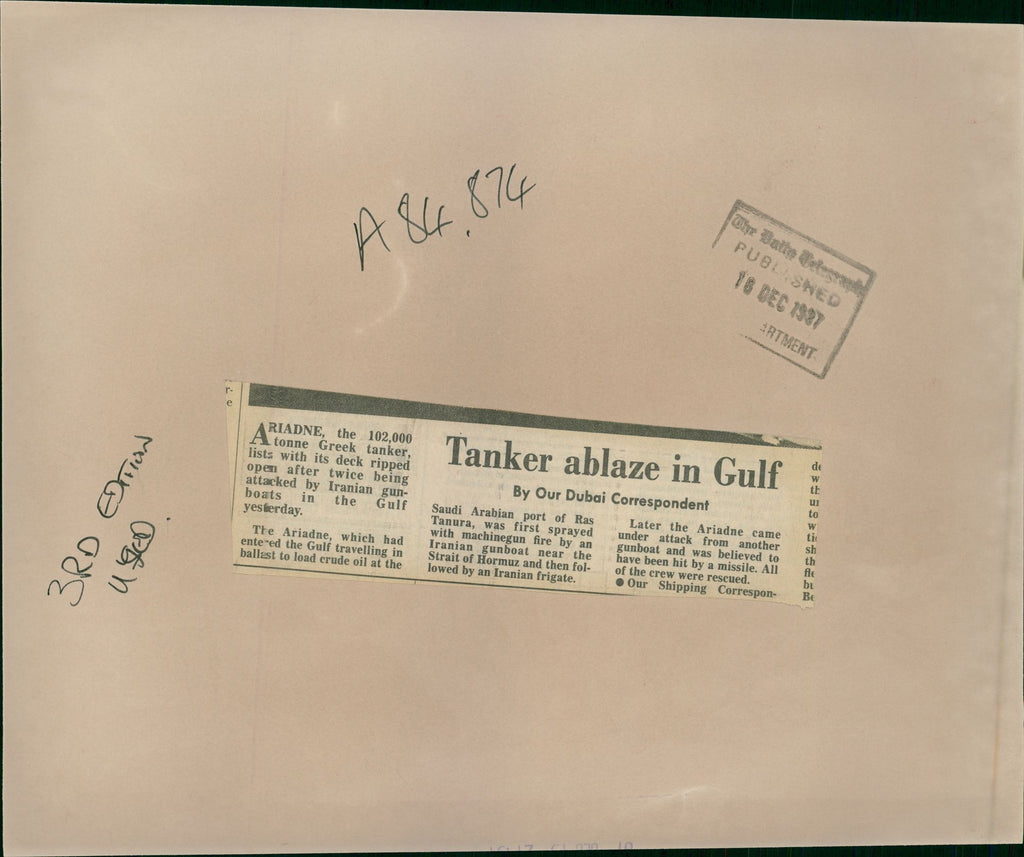 A 84.874
The Daily Telegraph
PUBLISHED
16 DEC 1987
ARTMENT
3RD EDITION
USED.
ARIADNE, the 102,000
tonne Greek tanker,
lists with its deck ripped
open after twice being
attacked by Iranian gun-
boats in the Gulf
yesterday.
The Ariadne, which had
entered the Gulf travelling in
ballast to load crude oil at the
Tanker ablaze in Gulf
By Our Dubai Correspondent
Saudi Arabian port of Ras
Tanura, was first sprayed
with machinegun fire by an
Iranian gunboat near the
Strait of Hormuz and then fol-
lowed by an Iranian frigate.
Later the Ariadne came
under attack from another
gunboat and was believed to
have been hit by a missile. All
of the crew were rescued.
● Our Shipping Correspon-